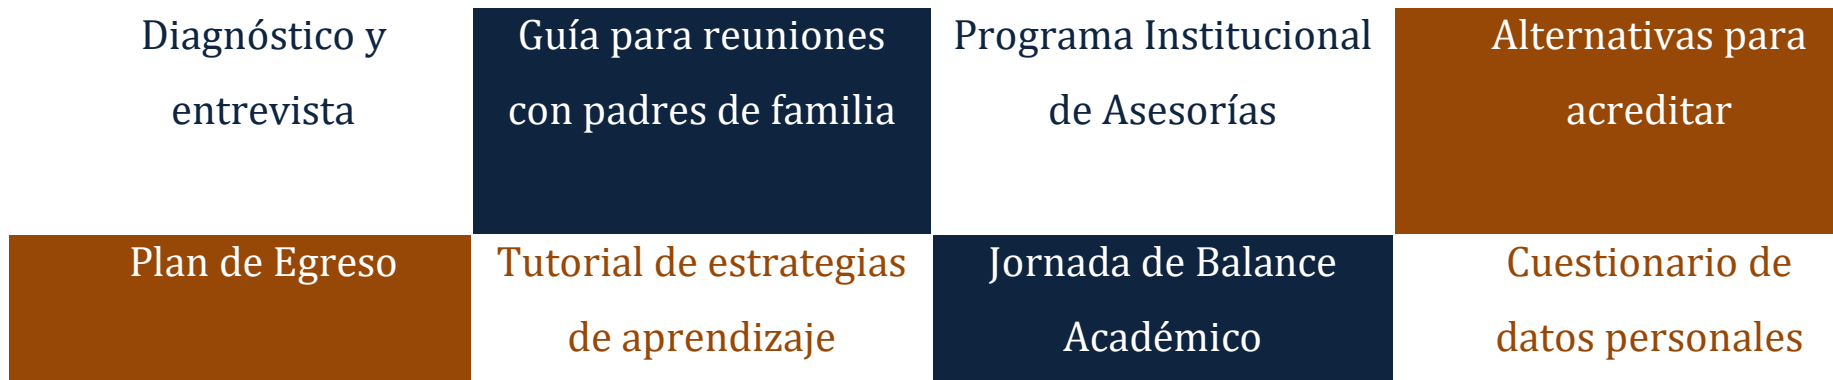 Diagnóstico y
entrevista
Guía para reuniones
con padres de familia
Programa Institucional
de Asesorías
Alternativas para
acreditar
Plan de Egreso
Tutorial de estrategias
de aprendizaje
Jornada de Balance
Académico
Cuestionario de
datos personales